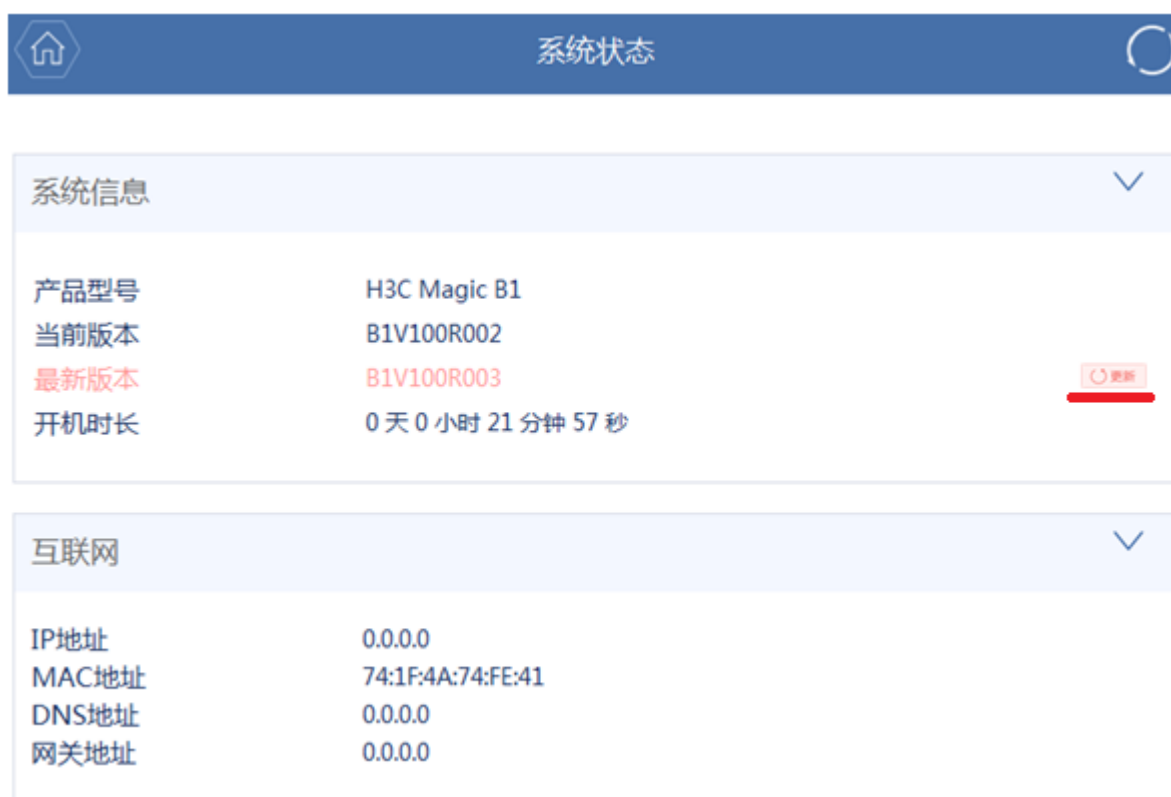 系统状态
系统信息
产品型号 H3C Magic B1
当前版本 B1V100R002
最新版本 B1V100R003 更新
开机时长 0 天 0 小时 21 分钟 57 秒
互联网
IP地址 0.0.0.0
MAC地址 74:1F:4A:74:FE:41
DNS地址 0.0.0.0
网关地址 0.0.0.0